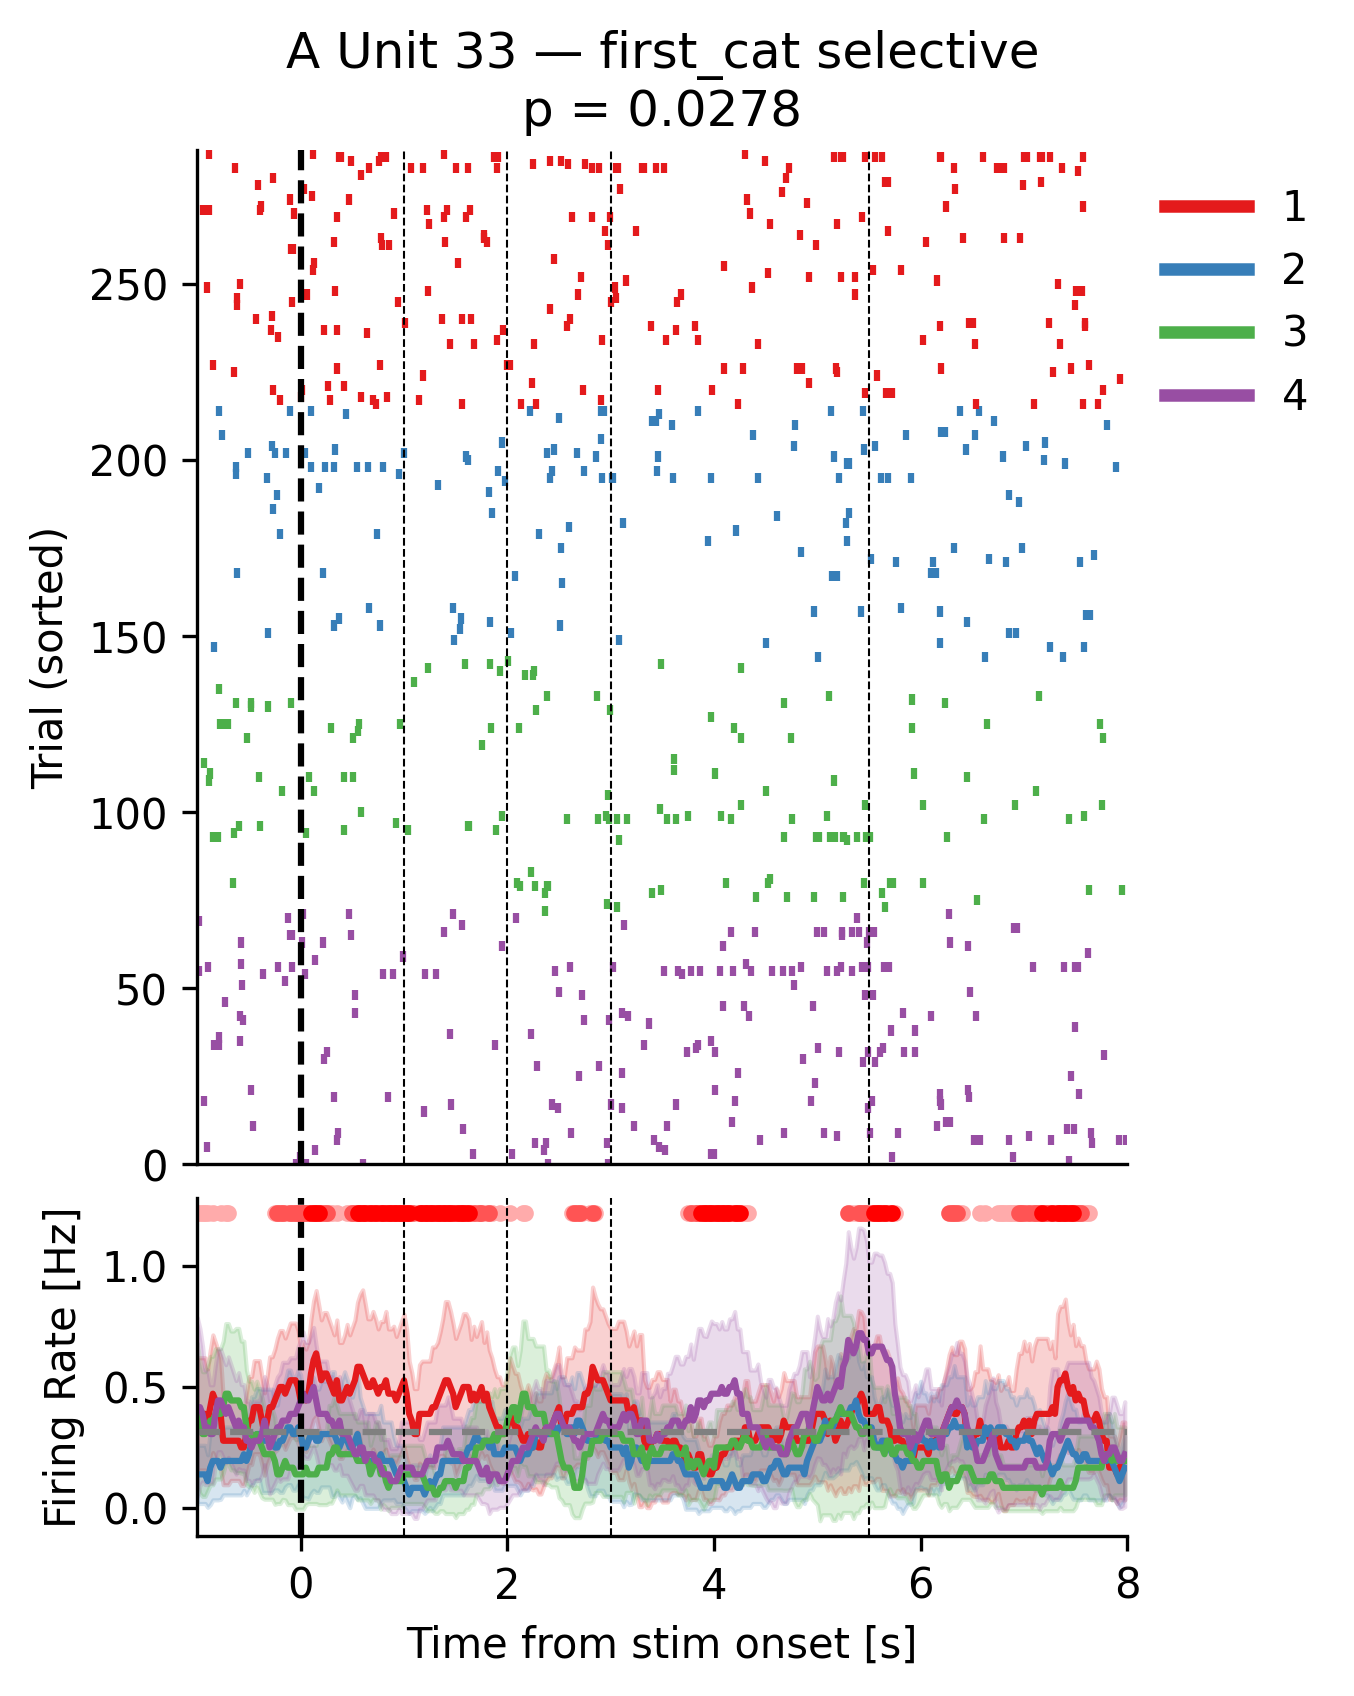 A Unit 33 — first_cat selective
p = 0.0278
1
2
3
4
250
200
150
100
50
0
Trial (sorted)
1.0
0.5
0.0
Firing Rate [Hz]
0 2 4 6 8
Time from stim onset [s]